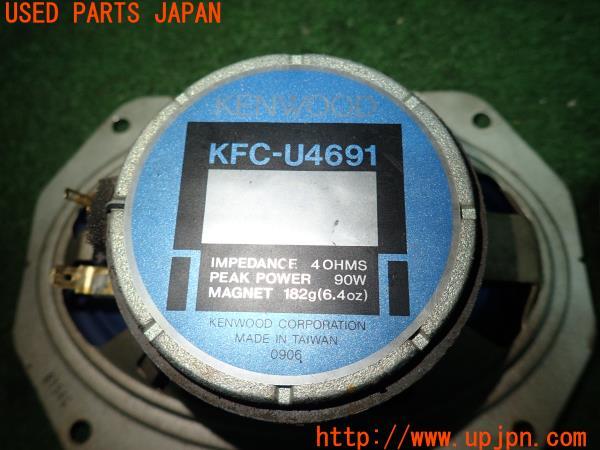 USED PARTS JAPAN
KENWOOD
KFC-U4691
IMPEDANCE 4OHMS
PEAK POWER 90W
MAGNET 182g(6.4oz)
KENWOOD CORPORATION
MADE IN TAIWAN
0906
http://www.upjpn.com/